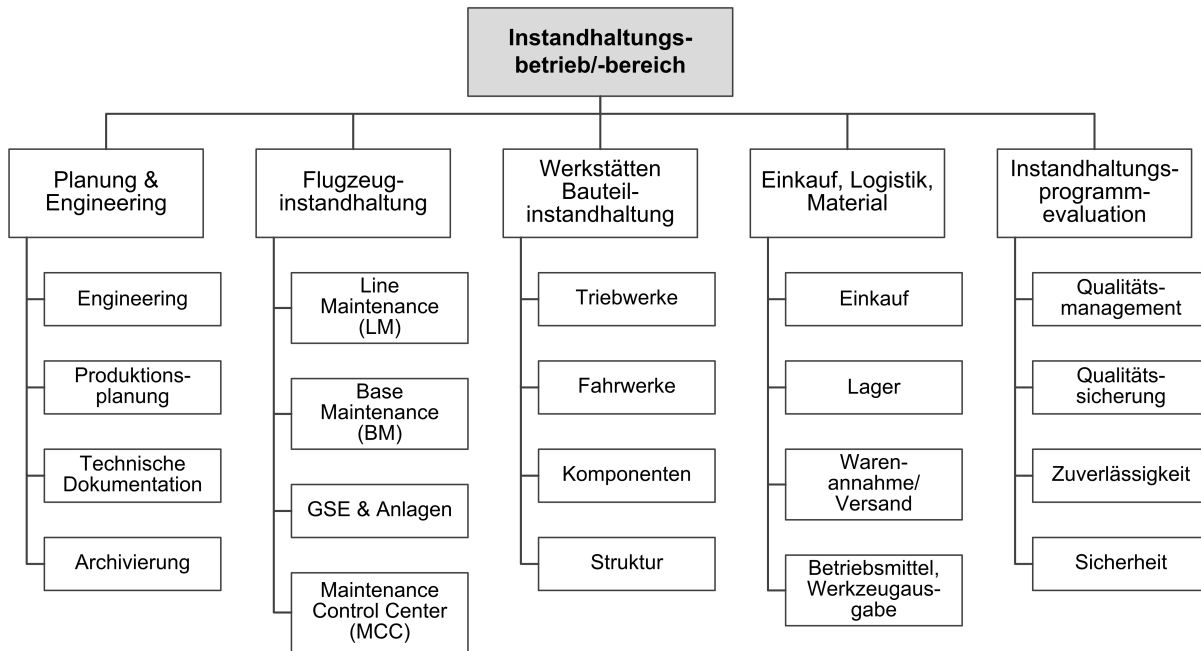 Instandhaltungs-
betrieb/-bereich
Planung &
Engineering
Engineering
Produktions-
planung
Technische
Dokumentation
Archivierung
Flugzeug-
instandhaltung
Line
Maintenance
(LM)
Base
Maintenance
(BM)
GSE & Anlagen
Maintenance
Control Center
(MCC)
Werkstätten
Bauteil-
instandhaltung
Triebwerke
Fahrwerke
Komponenten
Struktur
Einkauf, Logistik,
Material
Einkauf
Lager
Waren-
annahme/
Versand
Betriebsmittel,
Werkzeugaus-
gabe
Instandhaltungs-
programm-
evaluation
Qualitäts-
management
Qualitäts-
sicherung
Zuverlässigkeit
Sicherheit